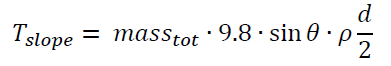 T_slope = mass_tot · 9.8 · sin θ · ρ d/2